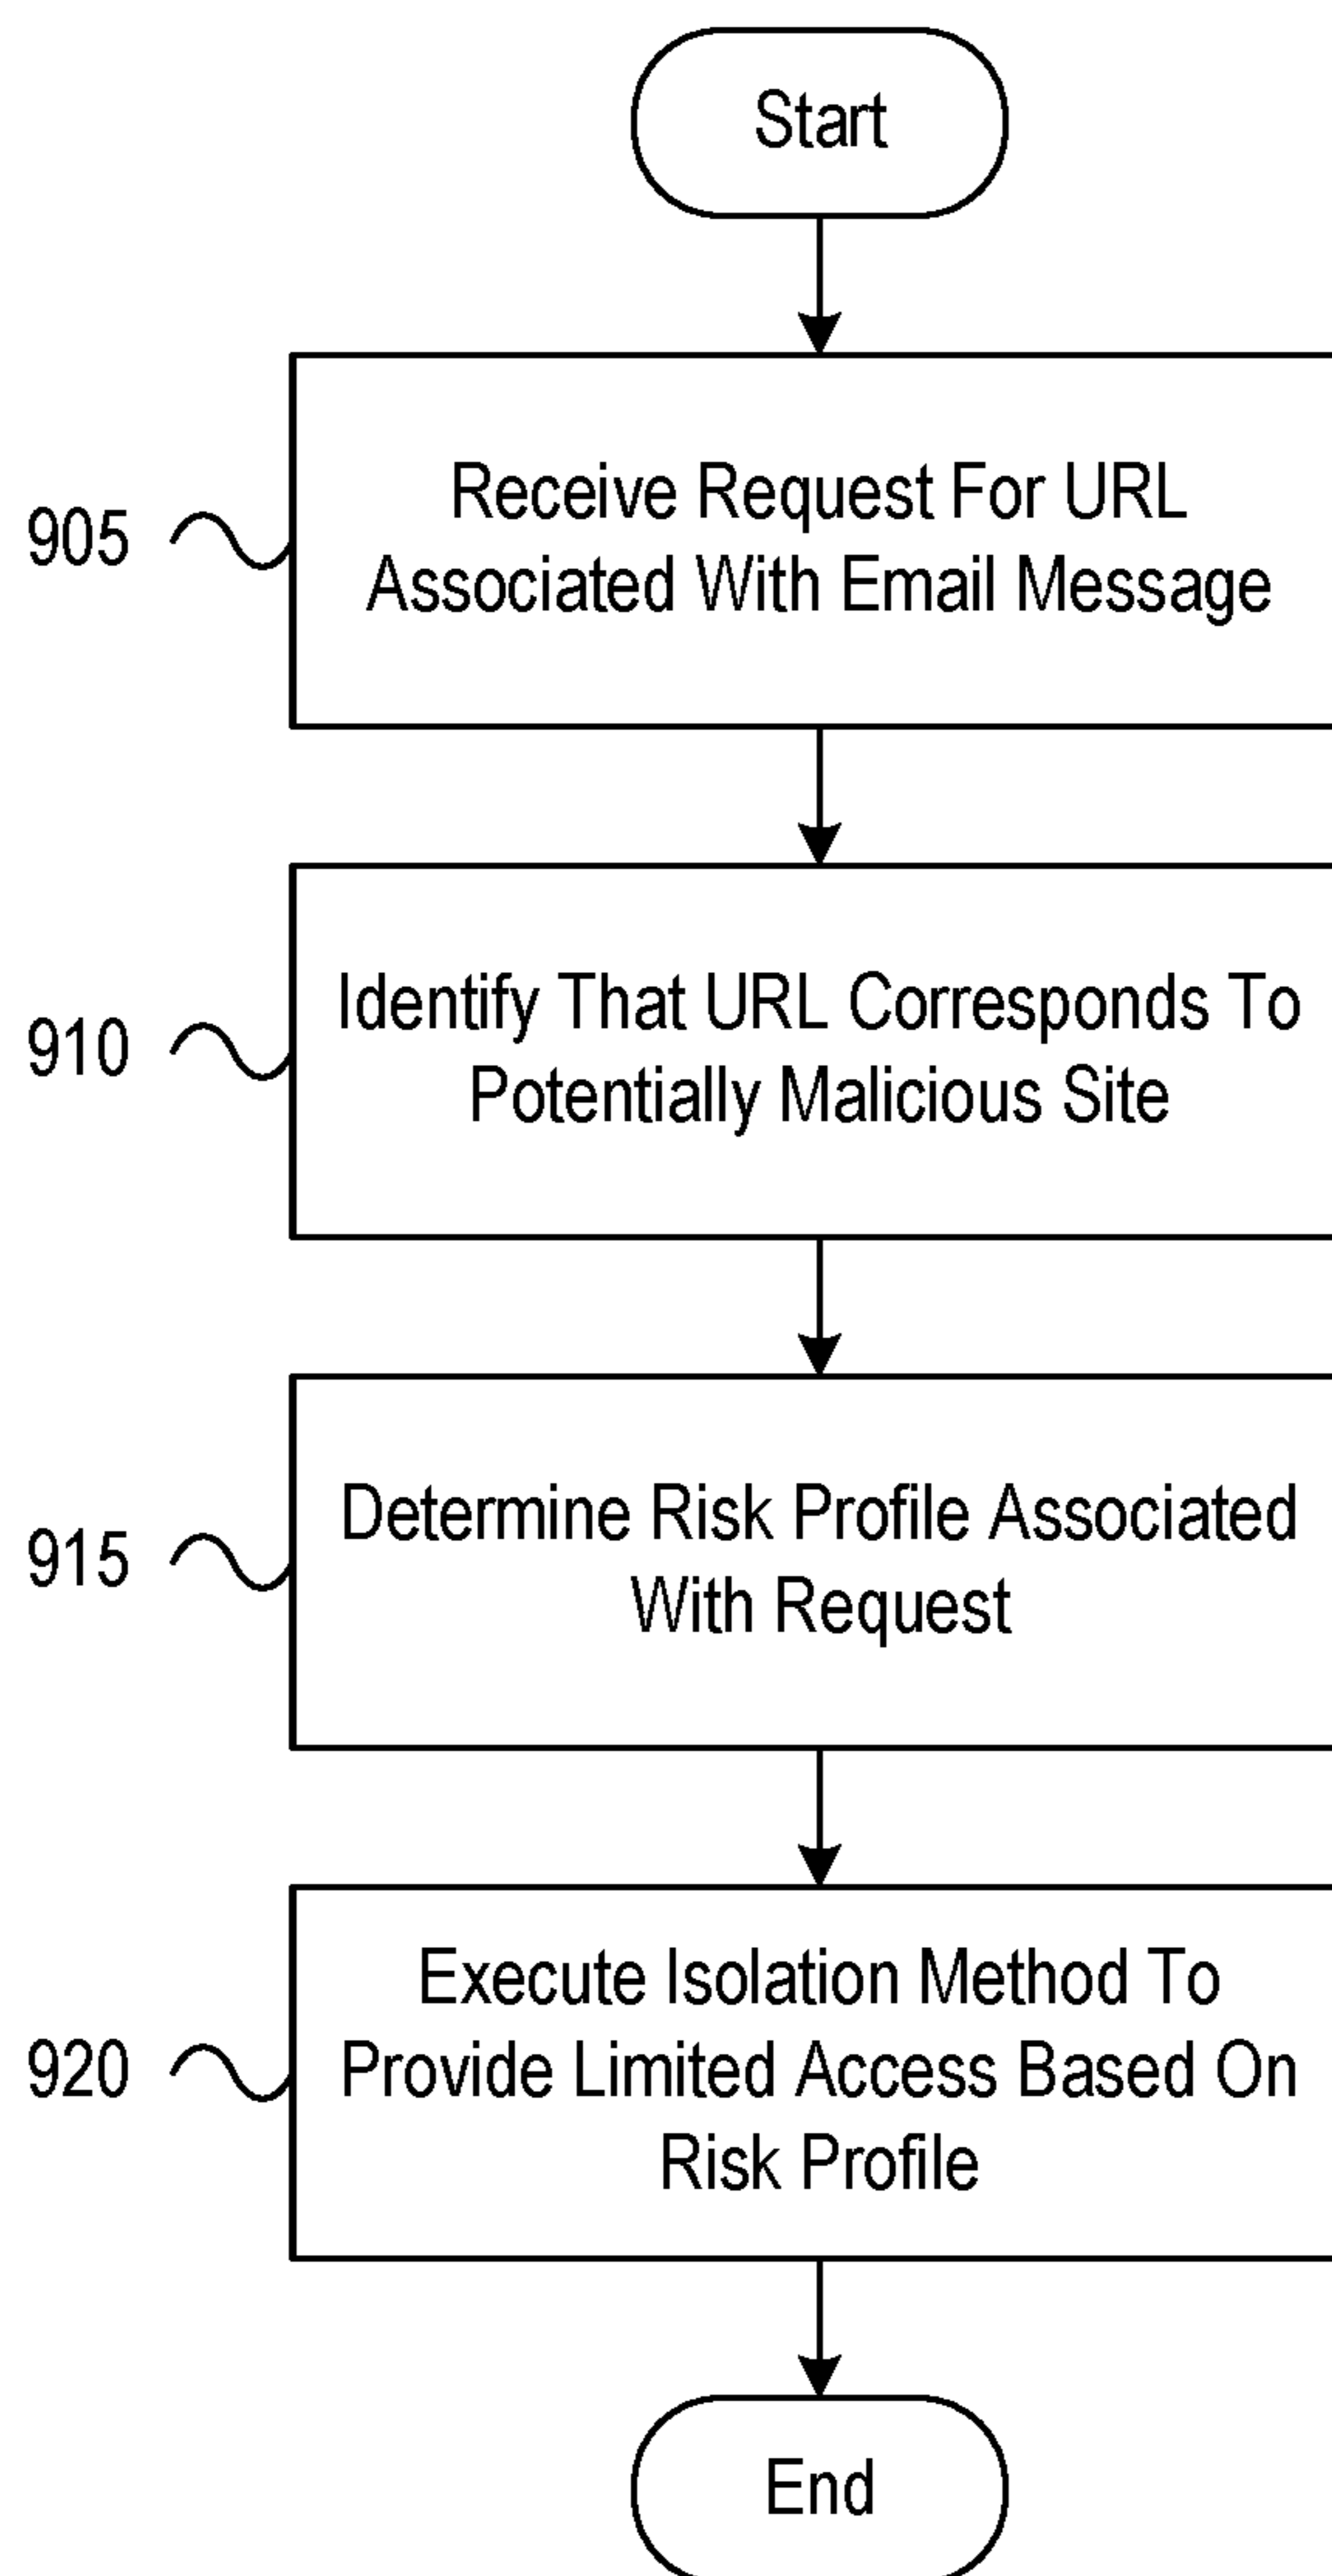 Start
905
Receive Request For URL
Associated With Email Message
910
Identify That URL Corresponds To
Potentially Malicious Site
915
Determine Risk Profile Associated
With Request
920
Execute Isolation Method To
Provide Limited Access Based On
Risk Profile
End